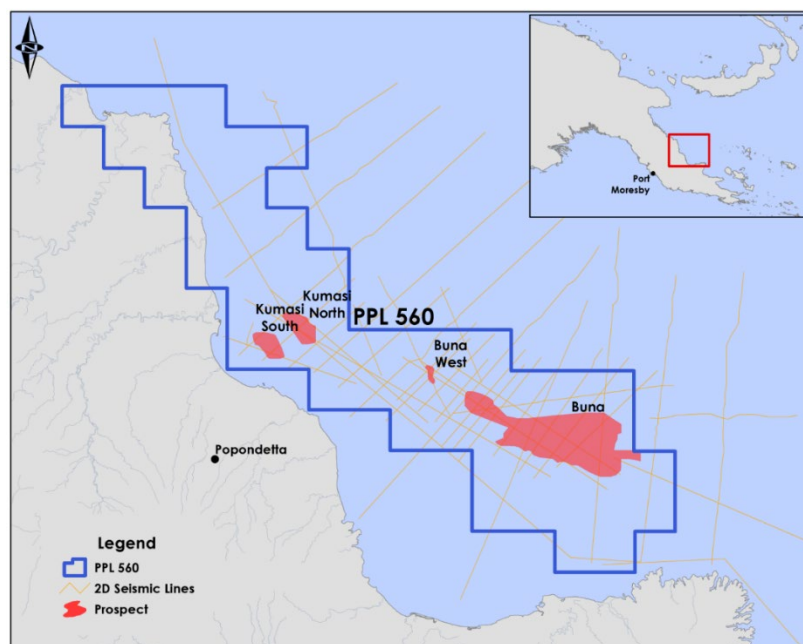 N
Port
Moresby
Kumasi
North
Kumasi
South
PPL 560
Buna
West
Buna
Popondetta
Legend
PPL 560
2D Seismic Lines
Prospect